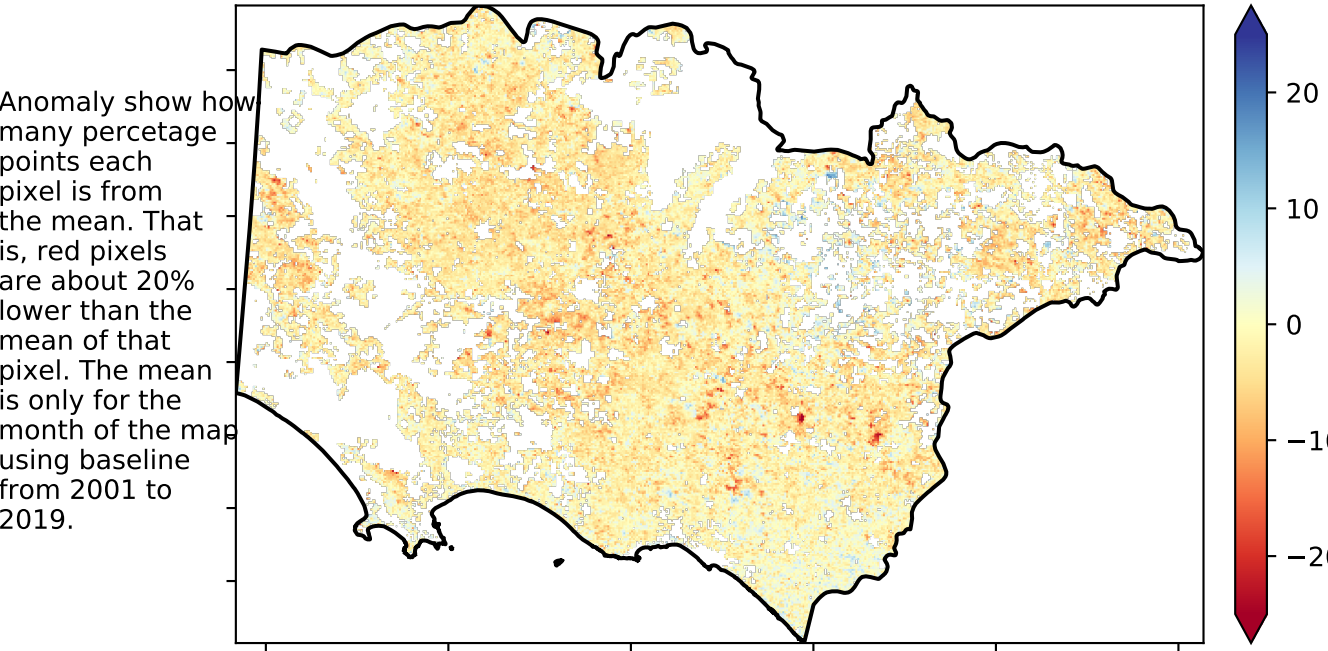 Anomaly show how
many percetage
points each
pixel is from
the mean. That
is, red pixels
are about 20%
lower than the
mean of that
pixel. The mean
is only for the
month of the map
using baseline
from 2001 to
2019.
20
10
0
−10
−20